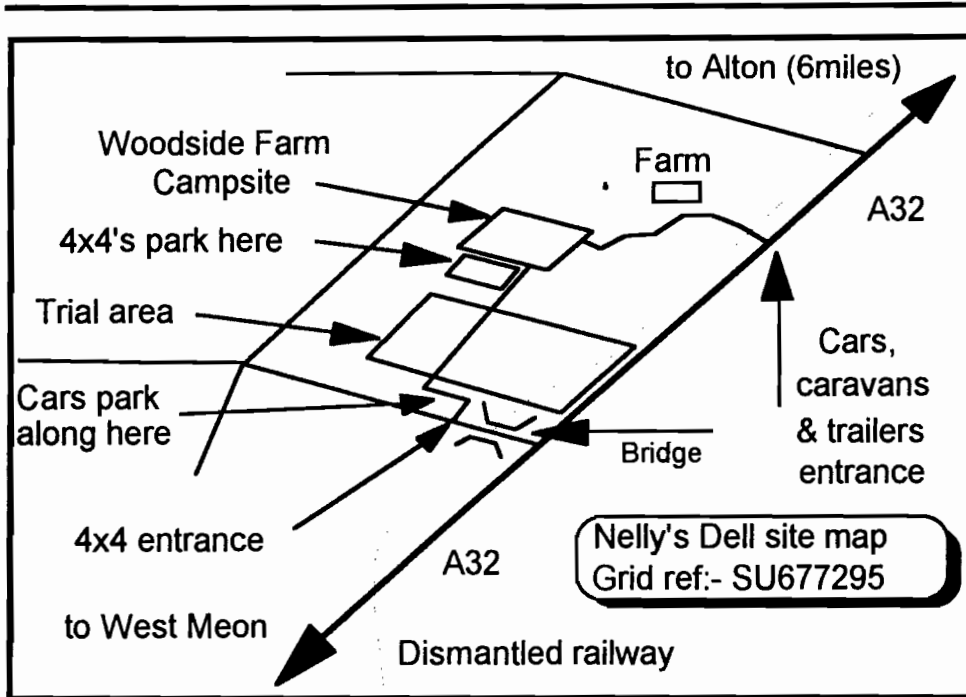 to Alton (6miles)
Woodside Farm
Campsite
Farm
A32
4x4's park here
Trial area
Cars,
caravans
& trailers
entrance
Cars park
along here
Bridge
4x4 entrance
A32
Nelly's Dell site map
Grid ref:- SU677295
to West Meon
Dismantled railway